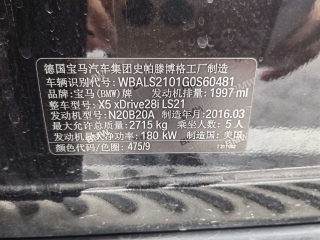 德国宝马汽车集团史帕滕博格工厂制造
车辆识别代号: WBALS2101G0S60481
品牌: 宝马(BMW)牌 发动机排量: 1997 ml
整车型号: X5 xDrive28i LS21
发动机型号: N20B20A 制造年月: 2016.03
最大允许总质量: 2715 kg 乘坐人数: 5 人
发动机最大净功率: 180 kW 制造国: 美国
颜色代码/色圈: 475/9